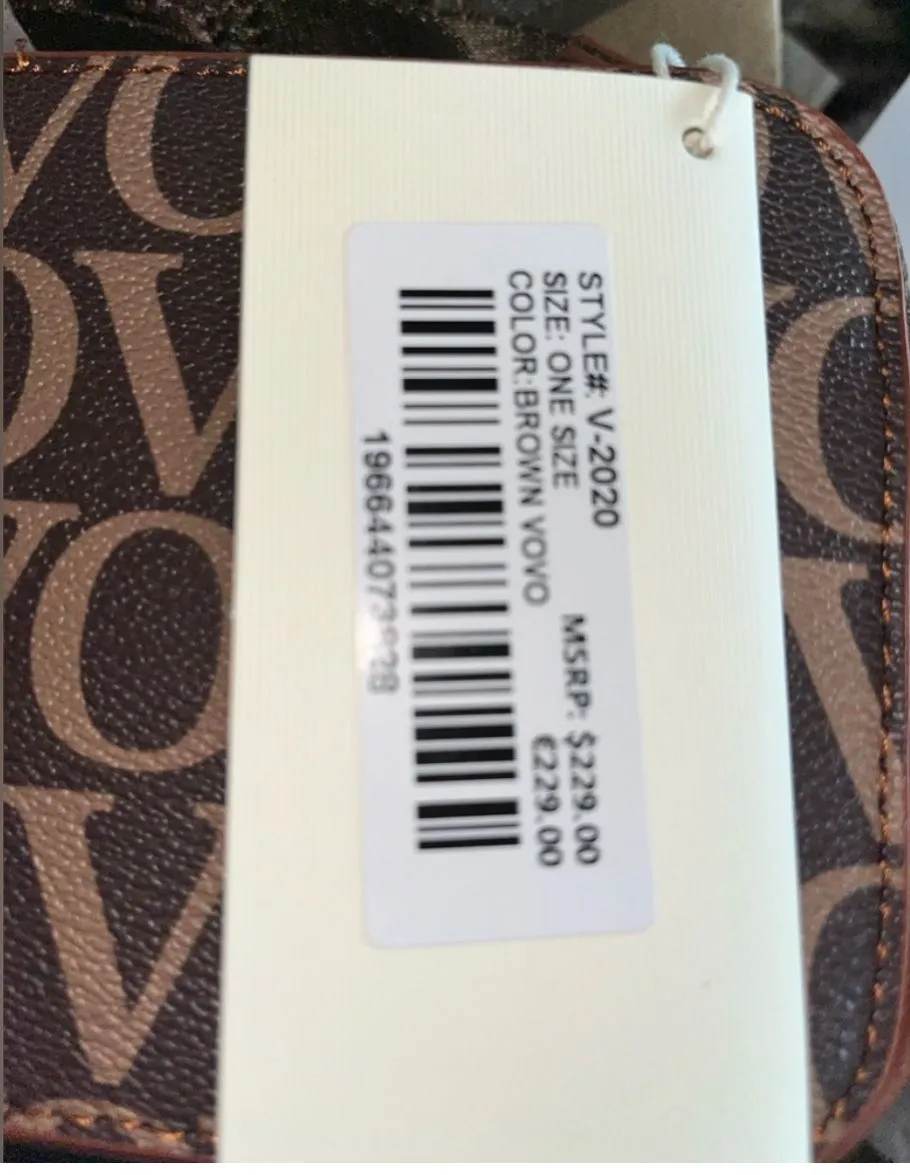 STYLE#: V-2020
SIZE: ONE SIZE
MSRP: $229.00
COLOR:BROWN VOVO
€229.00